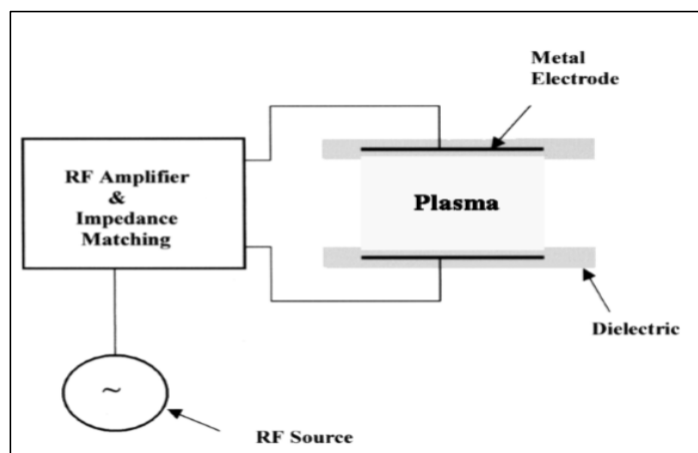 Metal
Electrode
RF Amplifier
&
Impedance
Matching
Plasma
Dielectric
~
RF Source